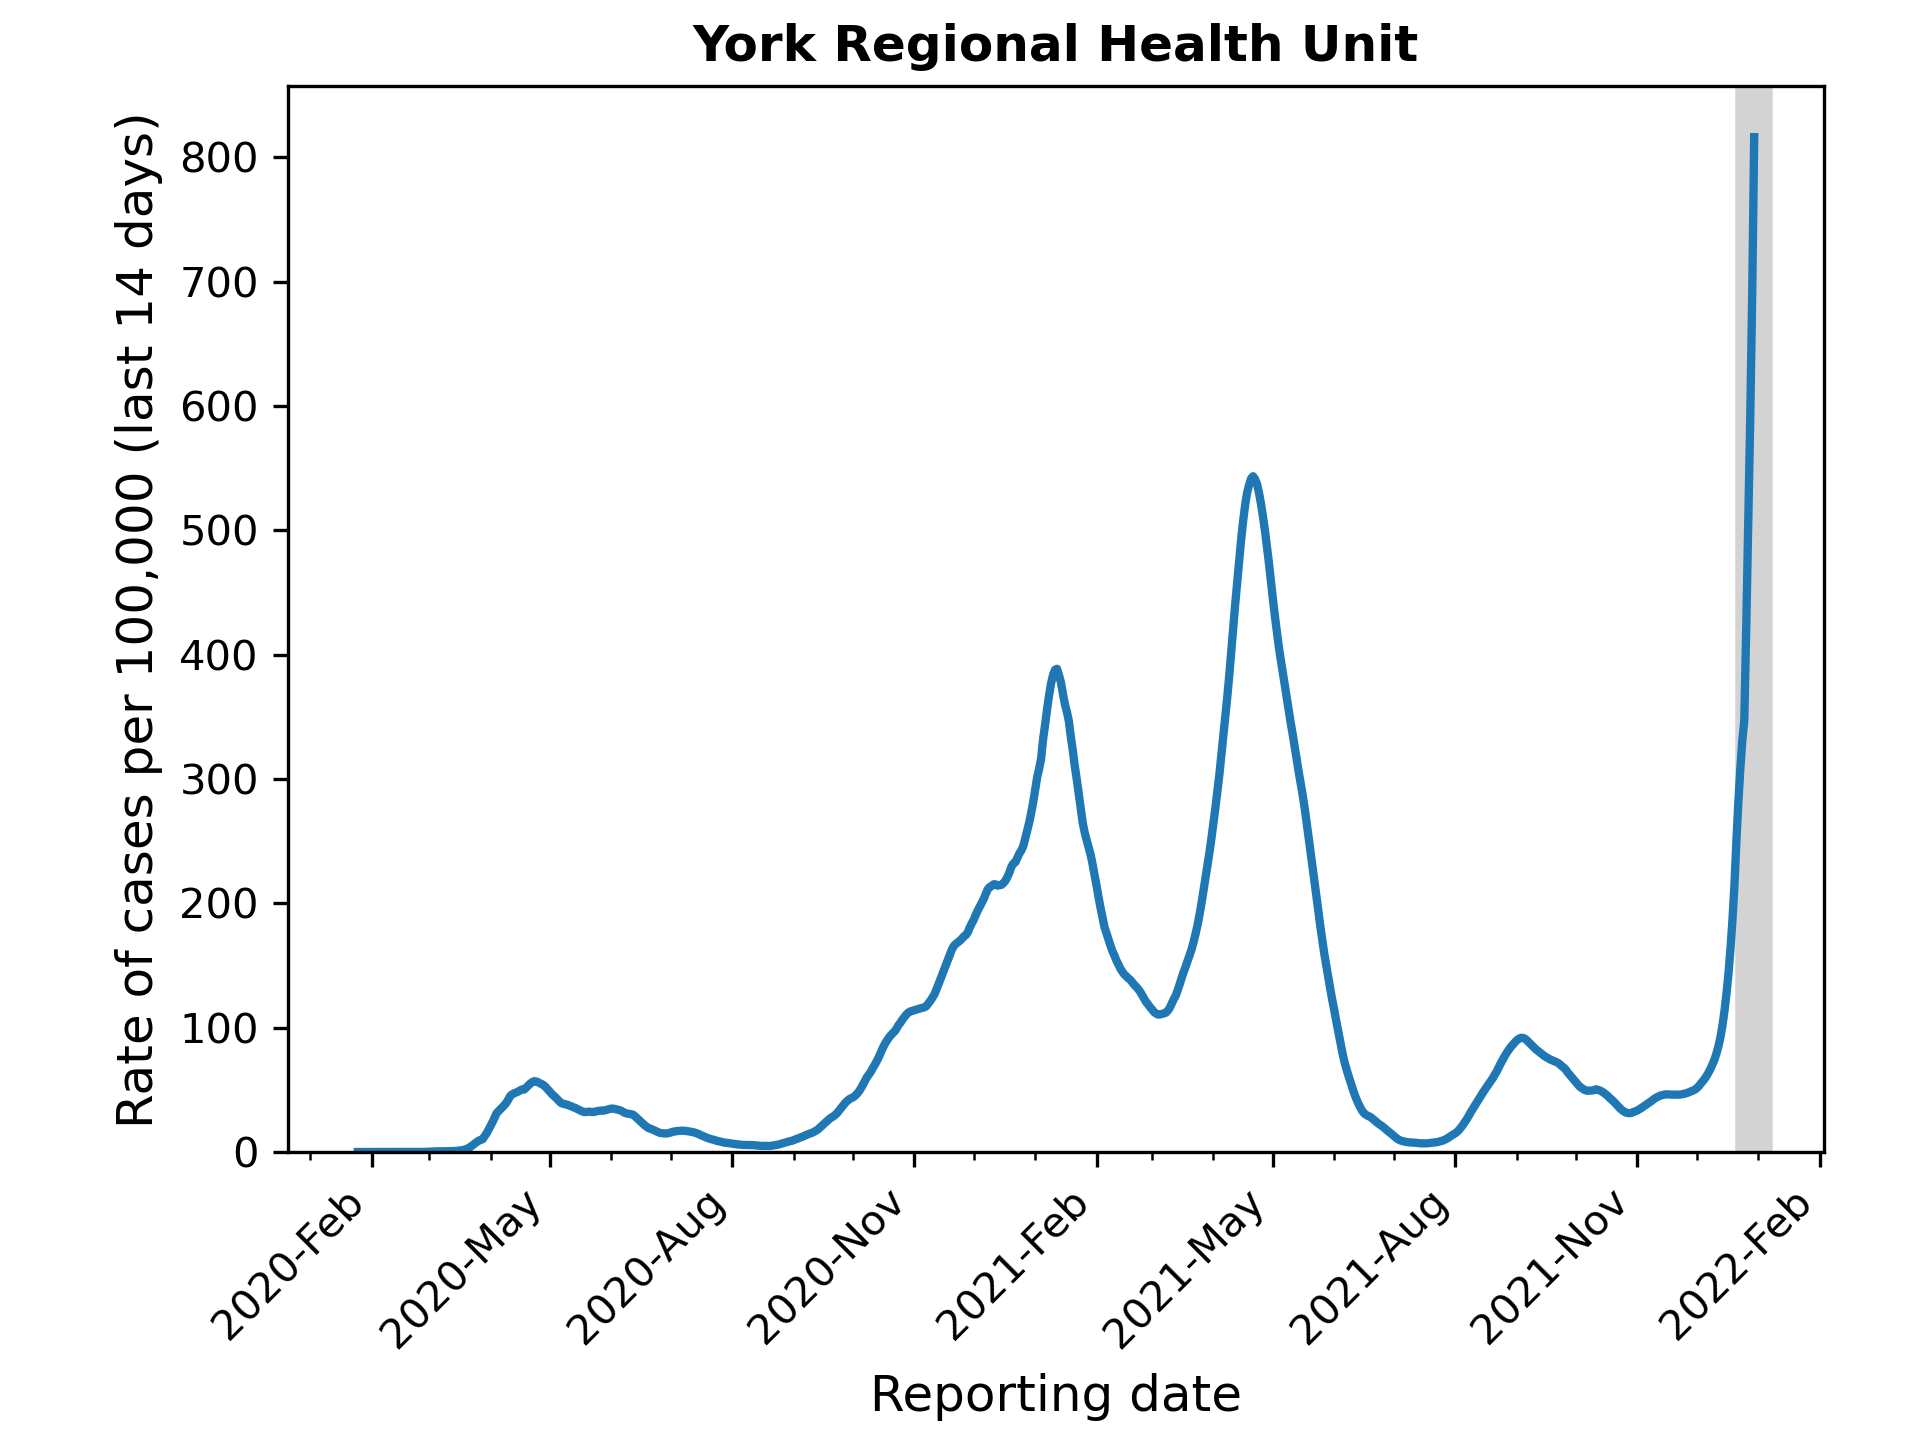 York Regional Health Unit
Rate of cases per 100,000 (last 14 days)
800
700
600
500
400
300
200
100
0
2020-Feb
2020-May
2020-Aug
2020-Nov
2021-Feb
2021-May
2021-Aug
2021-Nov
2022-Feb
Reporting date